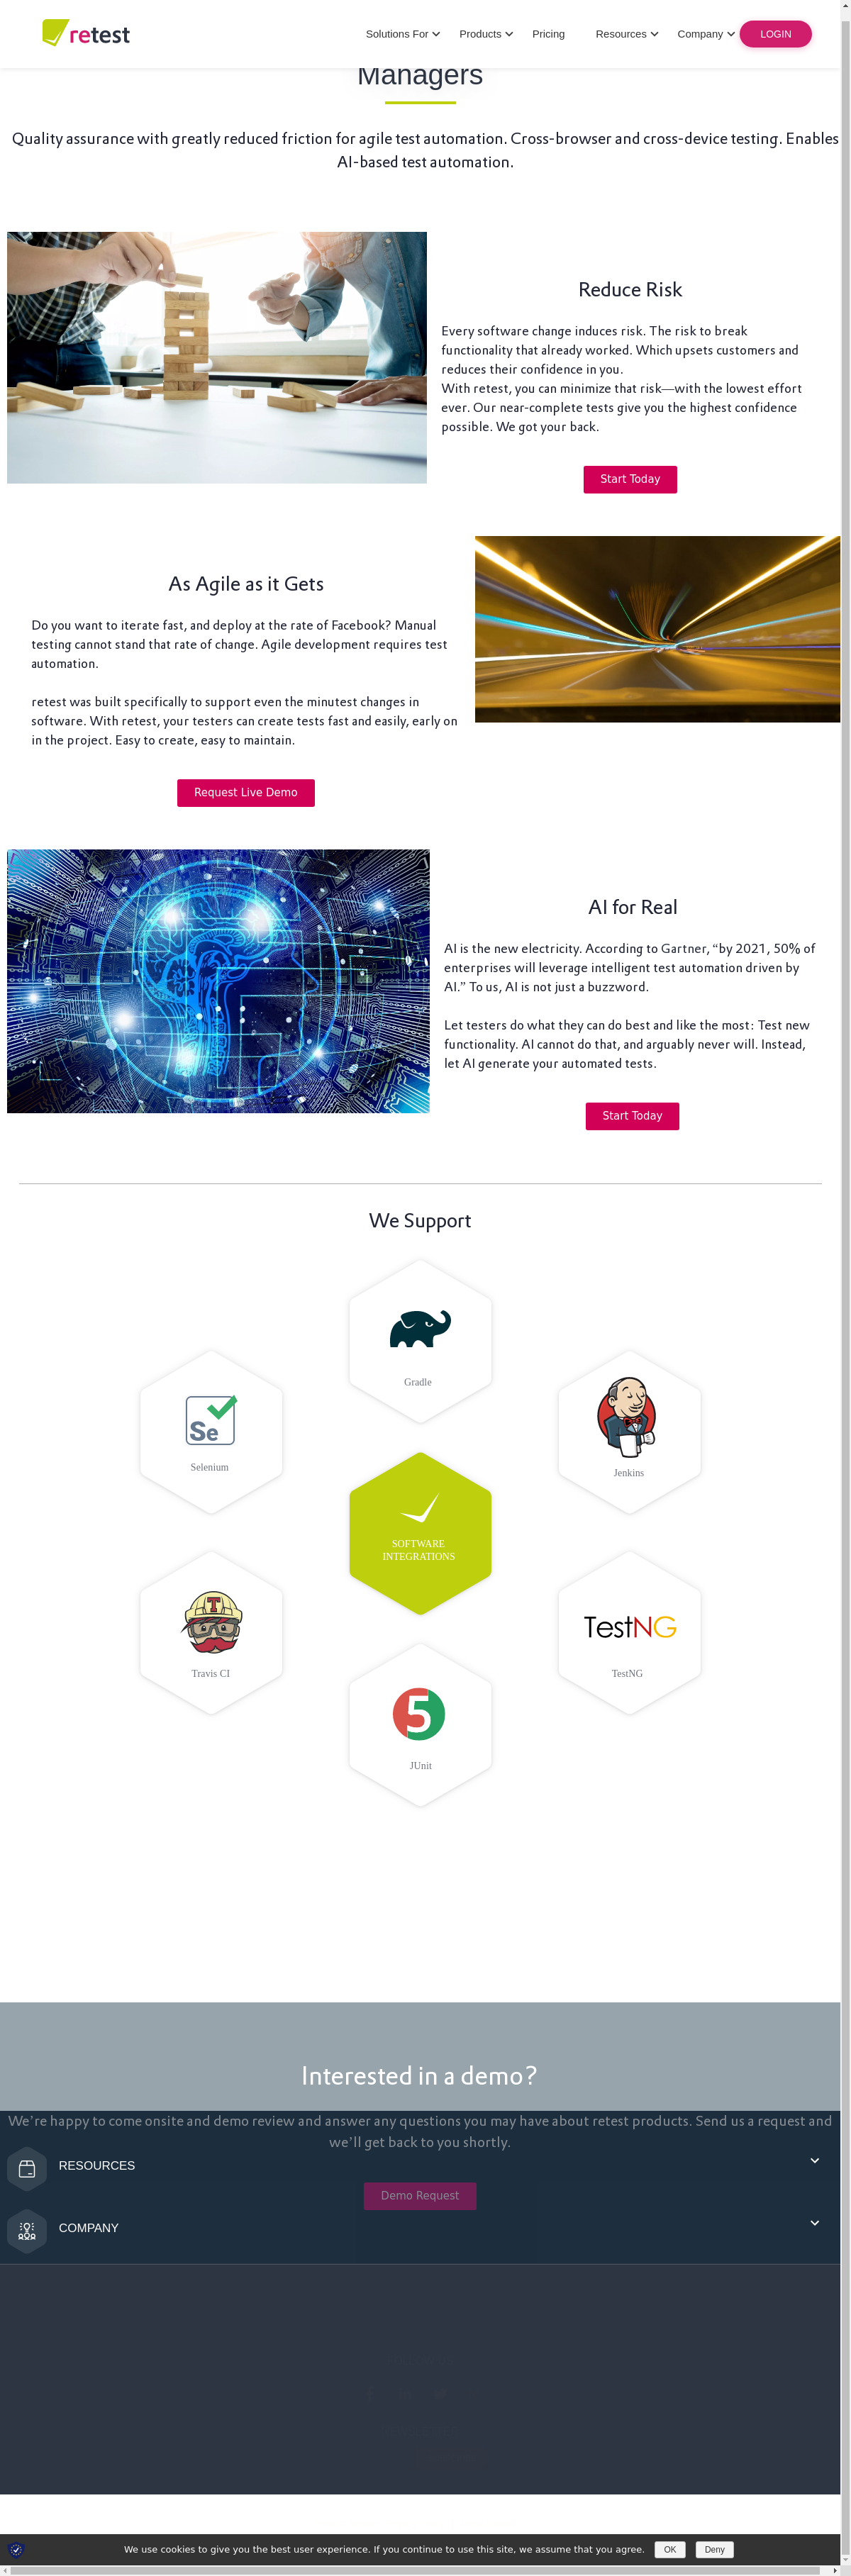 retest
Solutions For
Products
Pricing
Resources
Company
LOGIN
Managers
Quality assurance with greatly reduced friction for agile test automation. Cross-browser and cross-device testing. Enables
AI-based test automation.
Reduce Risk
Every software change induces risk. The risk to break
functionality that already worked. Which upsets customers and
reduces their confidence in you.
With retest, you can minimize that risk—with the lowest effort
ever. Our near-complete tests give you the highest confidence
possible. We got your back.
Start Today
As Agile as it Gets
Do you want to iterate fast, and deploy at the rate of Facebook? Manual
testing cannot stand that rate of change. Agile development requires test
automation.
retest was built specifically to support even the minutest changes in
software. With retest, your testers can create tests fast and easily, early on
in the project. Easy to create, easy to maintain.
Request Live Demo
AI for Real
AI is the new electricity. According to Gartner, “by 2021, 50% of
enterprises will leverage intelligent test automation driven by
AI.” To us, AI is not just a buzzword.
Let testers do what they can do best and like the most: Test new
functionality. AI cannot do that, and arguably never will. Instead,
let AI generate your automated tests.
Start Today
We Support
Gradle
Se
Selenium
Jenkins
SOFTWARE
INTEGRATIONS
T
Travis CI
TestNG
TestNG
5
JUnit
Interested in a demo?
We’re happy to come onsite and demo review and answer any questions you may have about retest products. Send us a request and
we’ll get back to you shortly.
RESOURCES
Demo Request
COMPANY
We use cookies to give you the best user experience. If you continue to use this site, we assume that you agree.
OK
Deny